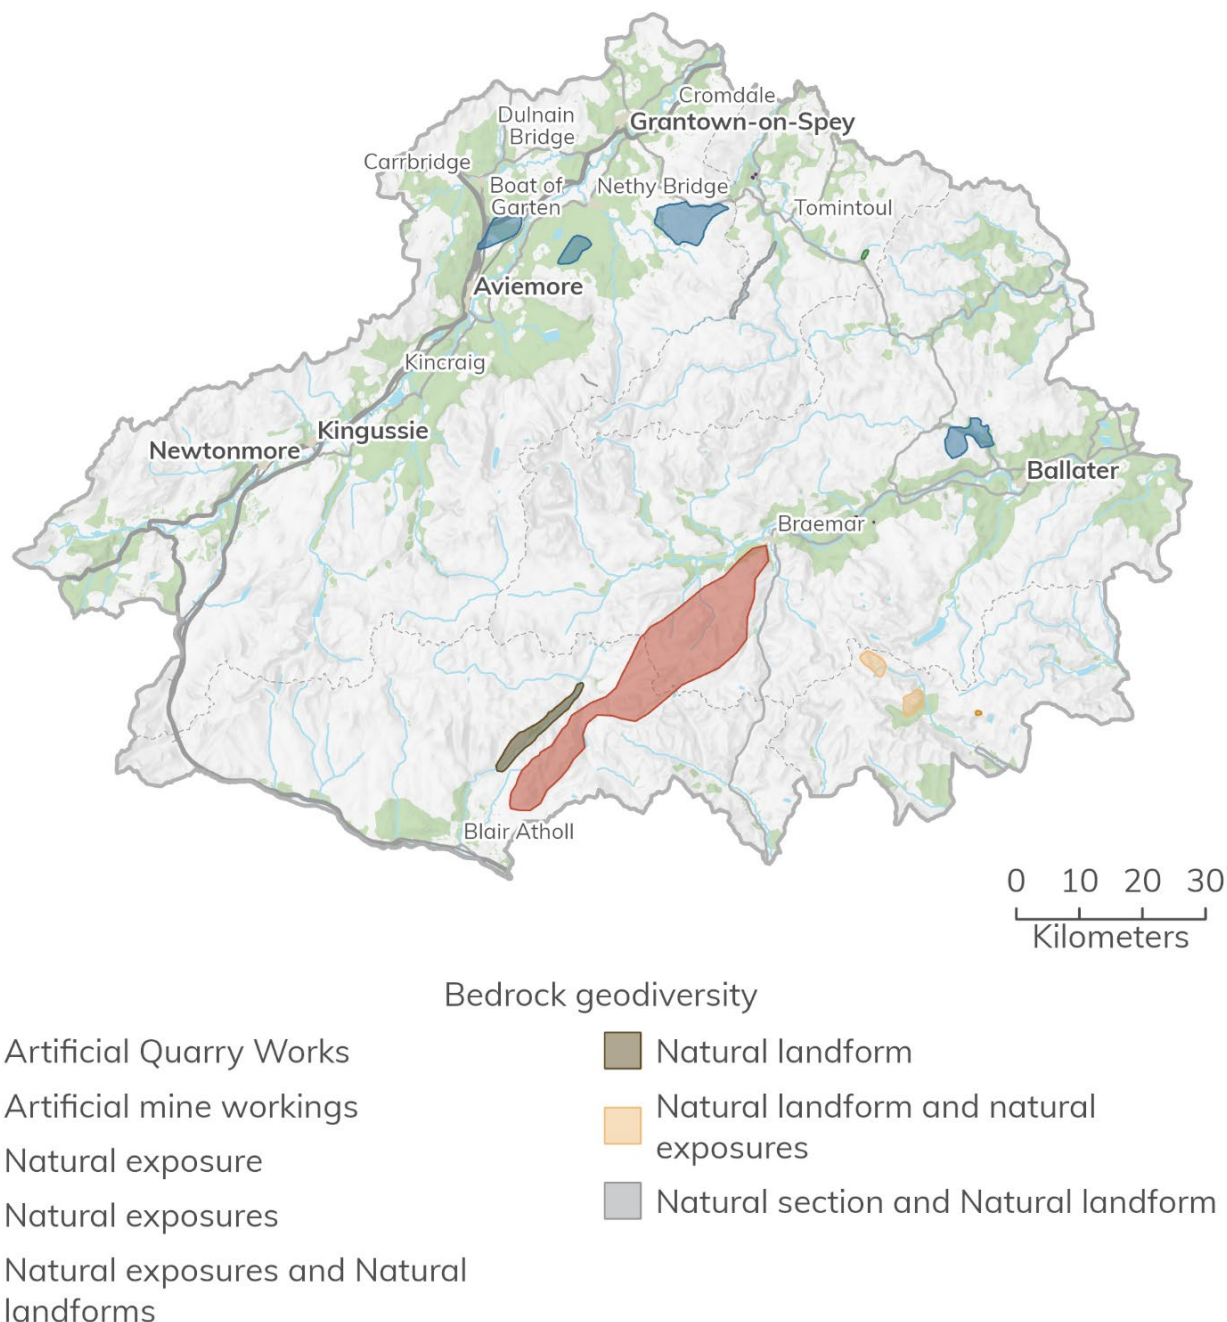 Cromdale
Dulnain
Bridge
Grantown-on-Spey
Carrbridge
Boat of
Garten
Nethy Bridge
Tomintoul
Aviemore
Kincraig
Kingussie
Newtonmore
Ballater
Braemar
Blair Atholl
0 10 20 30
Kilometers
Bedrock geodiversity
Artificial Quarry Works
Artificial mine workings
Natural exposure
Natural exposures
Natural exposures and Natural
landforms
Natural landform
Natural landform and natural
exposures
Natural section and Natural landform